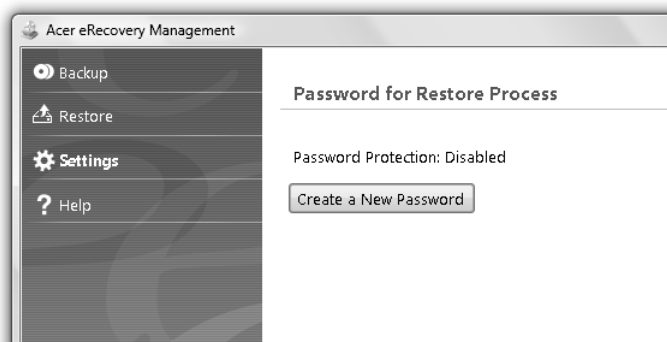 Acer eRecovery Management
Backup
Restore
Settings
Help
Password for Restore Process
Password Protection: Disabled
Create a New Password